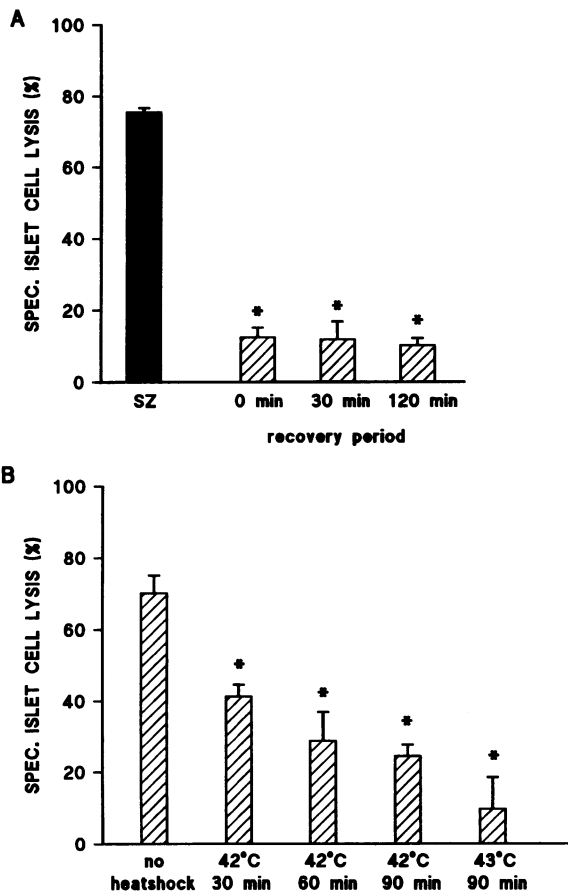 A
SPEC. ISLET CELL LYSIS (%)
100
80
60
40
20
0
* * *
SZ 0 min 30 min 120 min
recovery period
B
SPEC. ISLET CELL LYSIS (%)
100
80
60
40
20
0
* * * *
no 42°C 42°C 42°C 43°C
heatshock 30 min 60 min 90 min 90 min